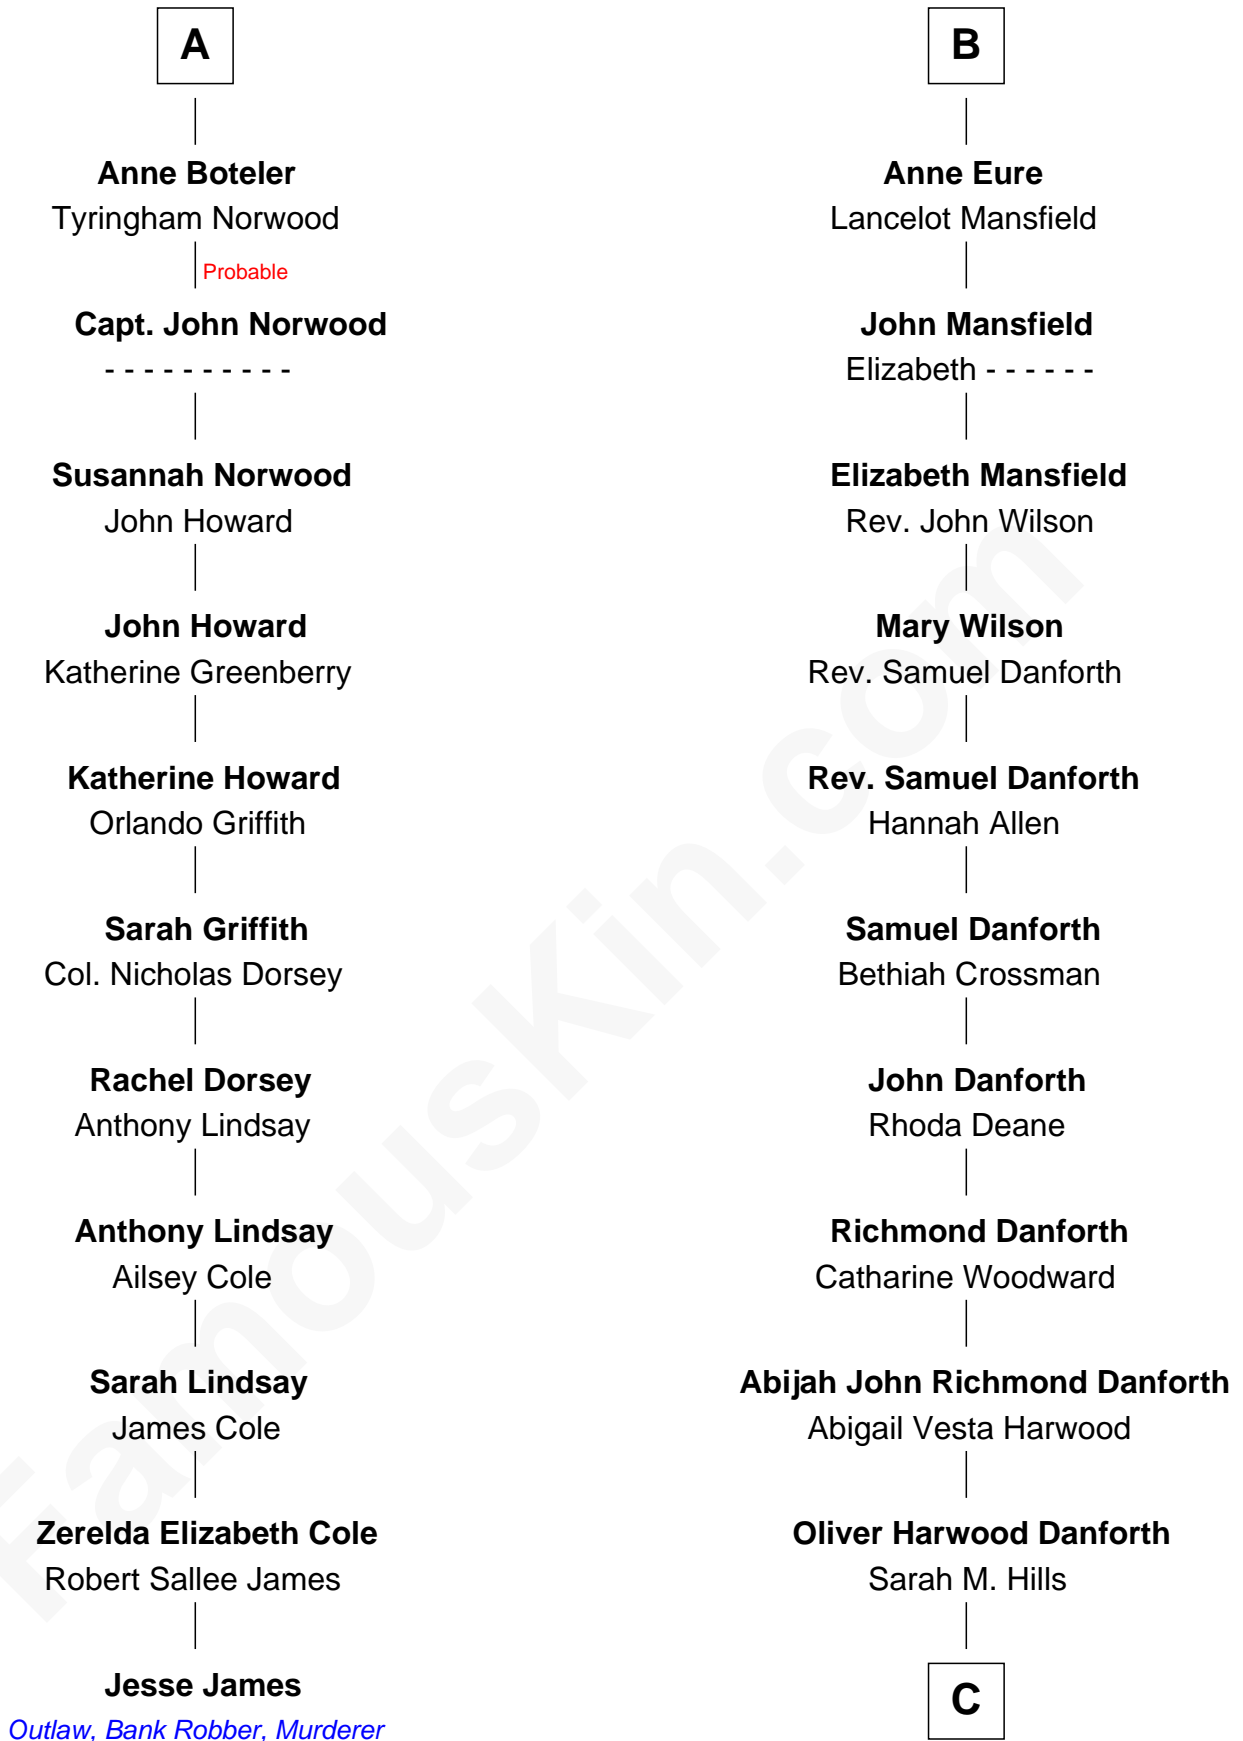 A
Anne Boteler
Tyringham Norwood
Probable
Capt. John Norwood
- - - - - - - - - -
Susannah Norwood
John Howard
John Howard
Katherine Greenberry
Katherine Howard
Orlando Griffith
Sarah Griffith
Col. Nicholas Dorsey
Rachel Dorsey
Anthony Lindsay
Anthony Lindsay
Ailsey Cole
Sarah Lindsay
James Cole
Zerelda Elizabeth Cole
Robert Sallee James
Jesse James
Outlaw, Bank Robber, Murderer
B
Anne Eure
Lancelot Mansfield
John Mansfield
Elizabeth - - - - - -
Elizabeth Mansfield
Rev. John Wilson
Mary Wilson
Rev. Samuel Danforth
Rev. Samuel Danforth
Hannah Allen
Samuel Danforth
Bethiah Crossman
John Danforth
Rhoda Deane
Richmond Danforth
Catharine Woodward
Abijah John Richmond Danforth
Abigail Vesta Harwood
Oliver Harwood Danforth
Sarah M. Hills
C
FamousKin.com